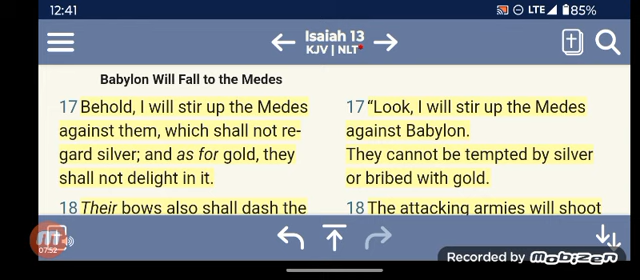 12:41
LTE
85%
Isaiah 13
KJV | NLT
Babylon Will Fall to the Medes
17 Behold, I will stir up the Medes
against them, which shall not re-
gard silver; and as for gold, they
shall not delight in it.
18 Their bows also shall dash the
17 “Look, I will stir up the Medes
against Babylon.
They cannot be tempted by silver
or bribed with gold.
18 The attacking armies will shoot
07:52
Recorded by Mobizen